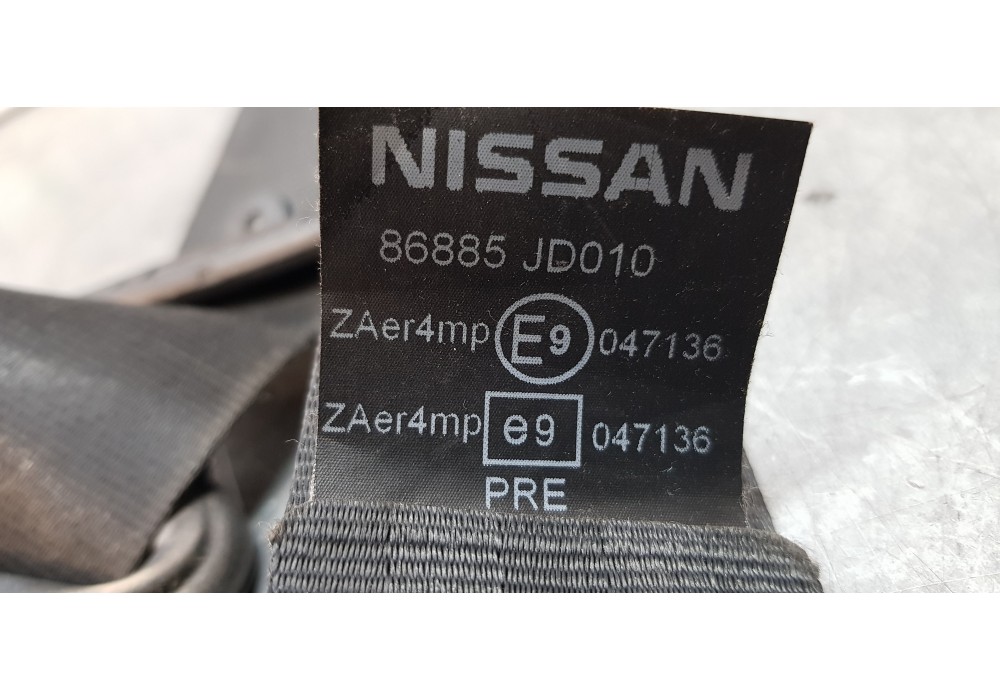 NISSAN
86885 JD010
ZAer4mp E9 047136
ZAer4mp e9 047136
PRE